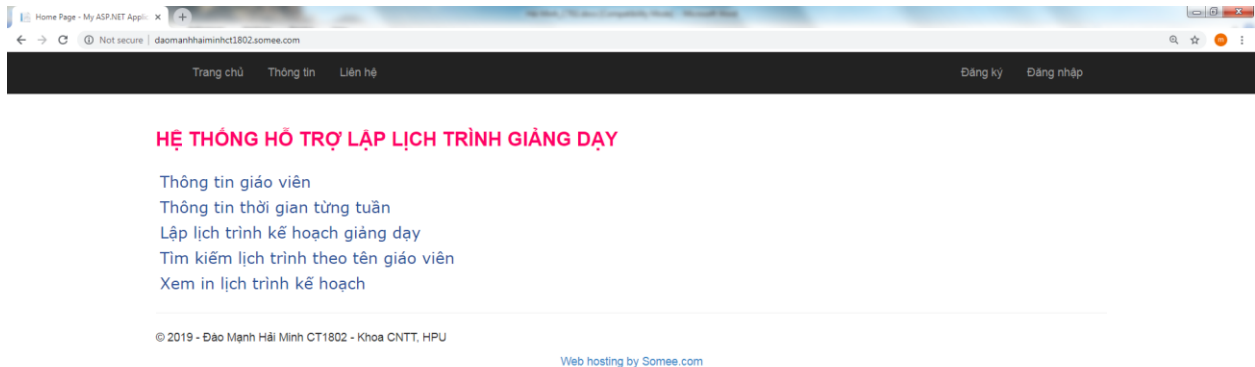 Home Page - My ASP.NET Applic
Not secure | daomanhhaiminhct1802.somee.com
Trang chủ Thông tin Liên hệ Đăng ký Đăng nhập
HỆ THỐNG HỖ TRỢ LẬP LỊCH TRÌNH GIẢNG DẠY
Thông tin giáo viên
Thông tin thời gian từng tuần
Lập lịch trình kế hoạch giảng dạy
Tìm kiếm lịch trình theo tên giáo viên
Xem in lịch trình kế hoạch
© 2019 - Đào Mạnh Hải Minh CT1802 - Khoa CNTT, HPU
Web hosting by Somee.com